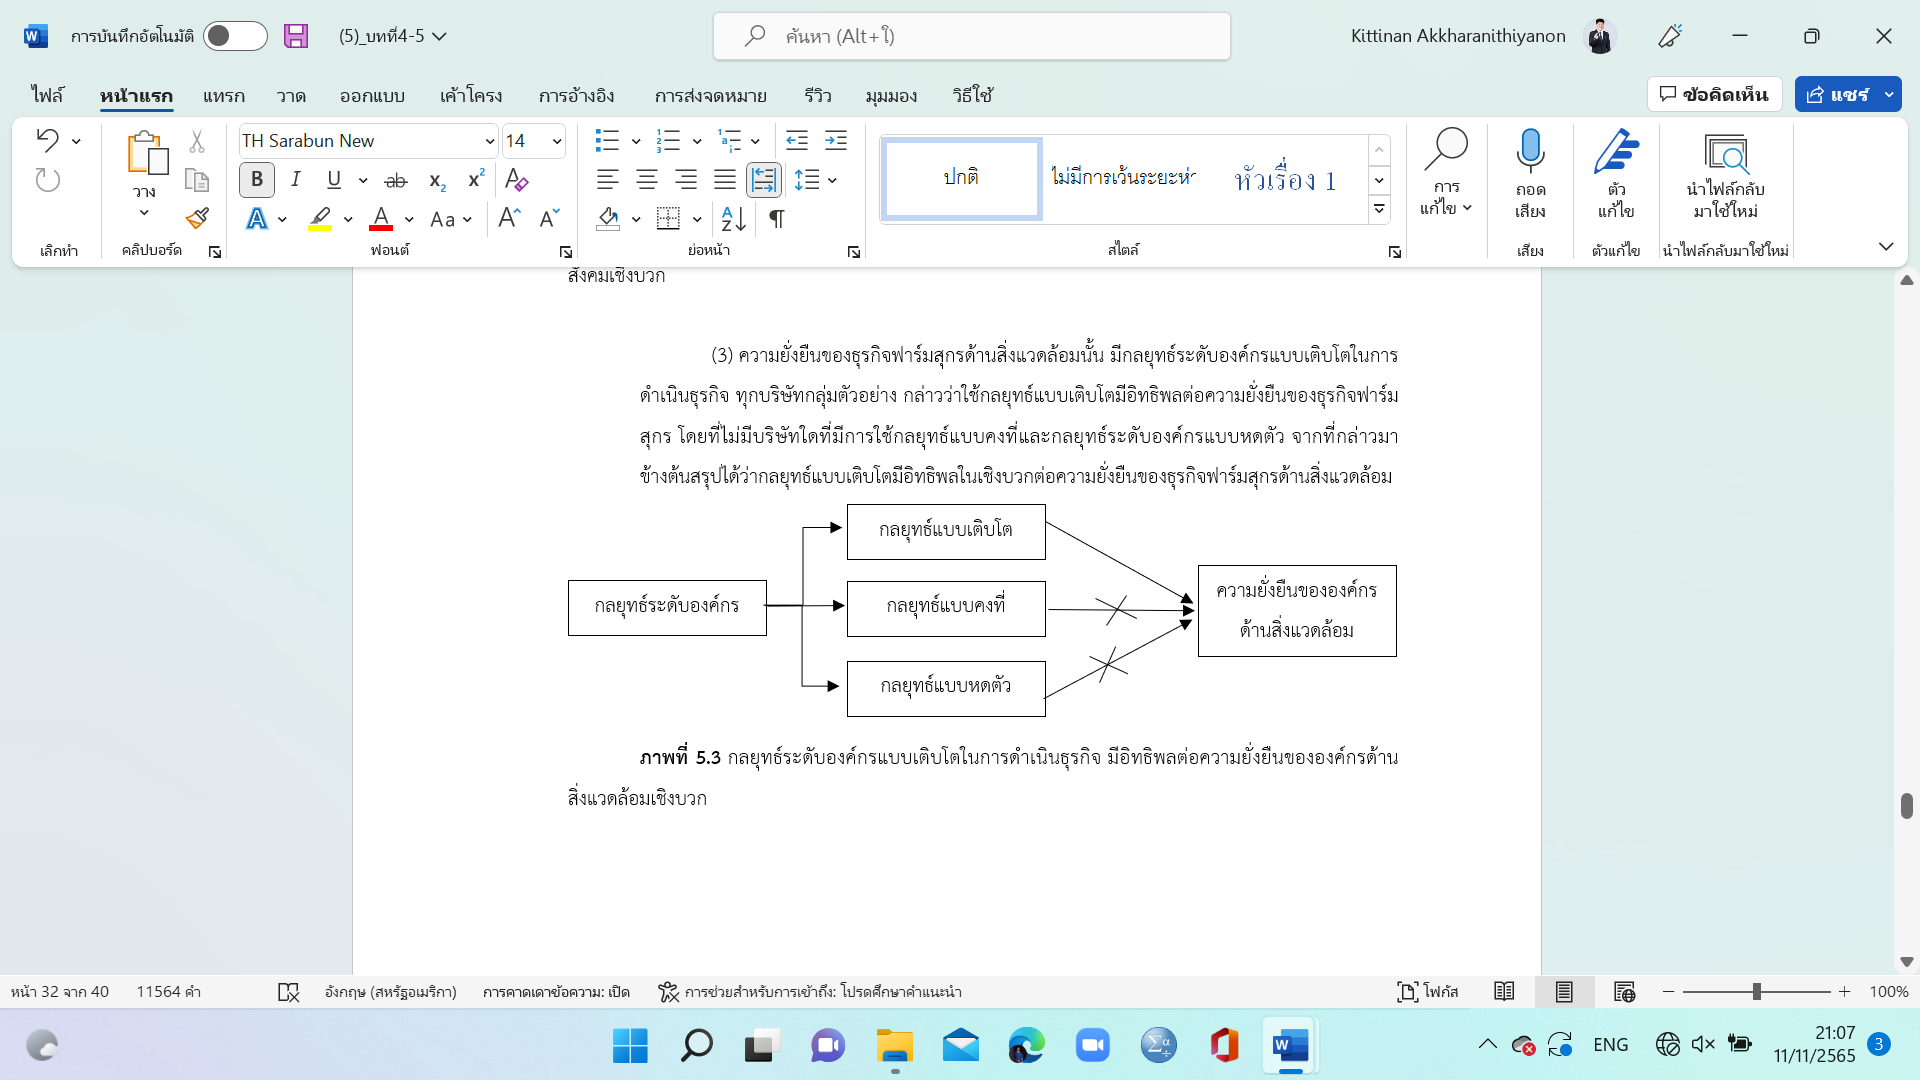 การบันทึกอัตโนมัติ
(5)_บทที่4-5
ค้นหา (Alt+ใ)
Kittinan Akkharanithiyanon
ไฟล์ หน้าแรก แทรก วาด ออกแบบ เค้าโครง การอ้างอิง การส่งจดหมาย รีวิว มุมมอง วิธีใช้
ข้อคิดเห็น แชร์
วาง
TH Sarabun New 14
ปกติ ไม่มีการเว้นระยะห่า หัวเรื่อง 1
การแก้ไข
ถอดเสียง
ตัวแก้ไข
นำไฟล์กลับมาใช้ใหม่
เลิกทำ คลิปบอร์ด ฟอนต์ ย่อหน้า สไตล์ เสียง ตัวแก้ไข นำไฟล์กลับมาใช้ใหม่
สังคมเชิงบวก
(3) ความยั่งยืนของธุรกิจฟาร์มสุกรด้านสิ่งแวดล้อมนั้น มีกลยุทธ์ระดับองค์กรแบบเติบโตในการ
ดำเนินธุรกิจ ทุกบริษัทกลุ่มตัวอย่าง กล่าวว่าใช้กลยุทธ์แบบเติบโตมีอิทธิพลต่อความยั่งยืนของธุรกิจฟาร์ม
สุกร โดยที่ไม่มีบริษัทใดที่มีการใช้กลยุทธ์แบบคงที่และกลยุทธ์ระดับองค์กรแบบหดตัว จากที่กล่าวมา
ข้างต้นสรุปได้ว่ากลยุทธ์แบบเติบโตมีอิทธิพลในเชิงบวกต่อความยั่งยืนของธุรกิจฟาร์มสุกรด้านสิ่งแวดล้อม
กลยุทธ์แบบเติบโต
กลยุทธ์ระดับองค์กร
กลยุทธ์แบบคงที่
ความยั่งยืนขององค์กร
ด้านสิ่งแวดล้อม
กลยุทธ์แบบหดตัว
ภาพที่ 5.3 กลยุทธ์ระดับองค์กรแบบเติบโตในการดำเนินธุรกิจ มีอิทธิพลต่อความยั่งยืนขององค์กรด้าน
สิ่งแวดล้อมเชิงบวก
หน้า 32 จาก 40 11564 คำ อังกฤษ (สหรัฐอเมริกา) การคาดเดาข้อความ: เปิด การช่วยสำหรับการเข้าถึง: โปรดศึกษาคำแนะนำ โฟกัส 100%
ENG
21:07
11/11/2565
3